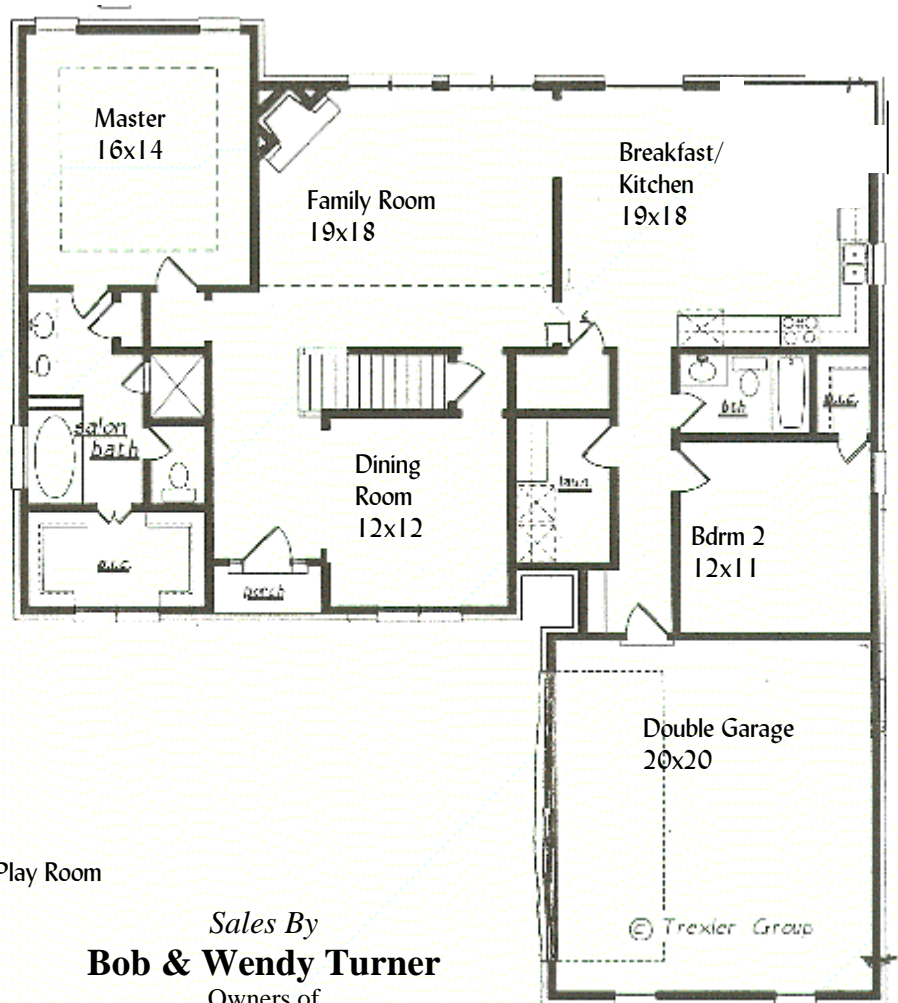 Master
16x14
Family Room
19x18
Breakfast/
Kitchen
19x18
salon
bath
bth
Dining
Room
12x12
Bdrm 2
12x11
porch
Double Garage
20x20
Play Room
© Trexler Group
Sales By
Bob & Wendy Turner
Owners of